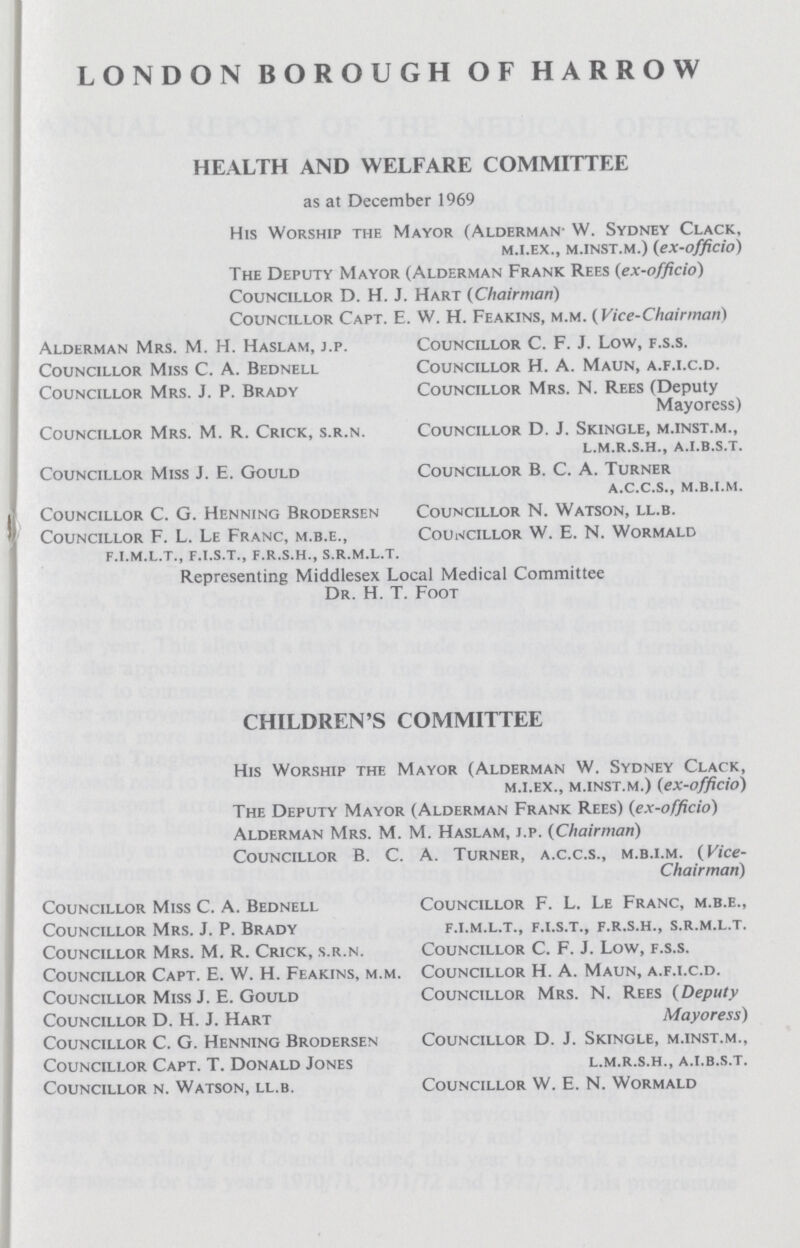 LONDON BOROUGH OF HARROW
HEALTH AND WELFARE COMMITTEE
as at December 1969
His Worship the Mayor (Alderman W. Sydney Clack,
M.I.EX., M.INST.M.) (ex-officio)
The Deputy Mayor (Alderman Frank Rees (ex-officio)
Councillor D. H. J. Hart (Chairman)
Councillor Capt. E. W. H. Feakins, M.M. (Vice-Chairman)
Alderman Mrs. M. H. Haslam, J.P.
Councillor Miss C. A. Bednell
Councillor Mrs. J. P. Brady
Councillor Mrs. M. R. Crick, S.R.N.
Councillor Miss J. E. Gould
Councillor C. G. Henning Brodersen
Councillor F. L. Le Franc, M.B.E.,
F.I.M.L.T., F.I.S.T., F.R.S.H., S.R.M.L.T.
Councillor C. F. J. Low, F.S.S.
Councillor H. A. Maun, A.F.I.C.D.
Councillor Mrs. N. Rees (Deputy
Mayoress)
Councillor D. J. Skingle, M.INST.M.,
L.M.R.S.H., A.I.B.S.T.
Councillor B. C. A. Turner
A.C.C.S., M.B.I.M.
Councillor N. Watson, LL.B.
Councillor W. E. N. Wormald
Representing Middlesex Local Medical Committee
Dr. H. T. Foot
CHILDREN'S COMMITTEE
His Worship the Mayor (Alderman W. Sydney Clack,
M.I.EX., M.INST.M.) (ex-officio)
The Deputy Mayor (Alderman Frank Rees) (ex-officio)
Alderman Mrs. M. M. Haslam, J.P. (Chairman)
Councillor B. C. A. Turner, A.C.C.S., M.B.I.M. (Vice-
Chairman)
Councillor Miss C. A. Bednell
Councillor Mrs. J. P. Brady
Councillor Mrs. M. R. Crick, S.R.N.
Councillor Capt. E. W. H. Feakins, M.M.
Councillor Miss J. E. Gould
Councillor D. H. J. Hart
Councillor C. G. Henning Brodersen
Councillor Capt. T. Donald Jones
Councillor N. Watson, LL.B.
Councillor F. L. Le Franc, M.B.E.,
F.I.M.L.T., F.I.S.T., F.R.S.H., S.R.M.L.T.
Councillor C. F. J. Low, F.S.S.
Councillor H. A. Maun, A.F.I.C.D.
Councillor Mrs. N. Rees (Deputy
Mayoress)
Councillor D. J. Skingle, M.INST.M.,
L.M.R.S.H., A.I.B.S.T.
Councillor W. E. N. Wormald